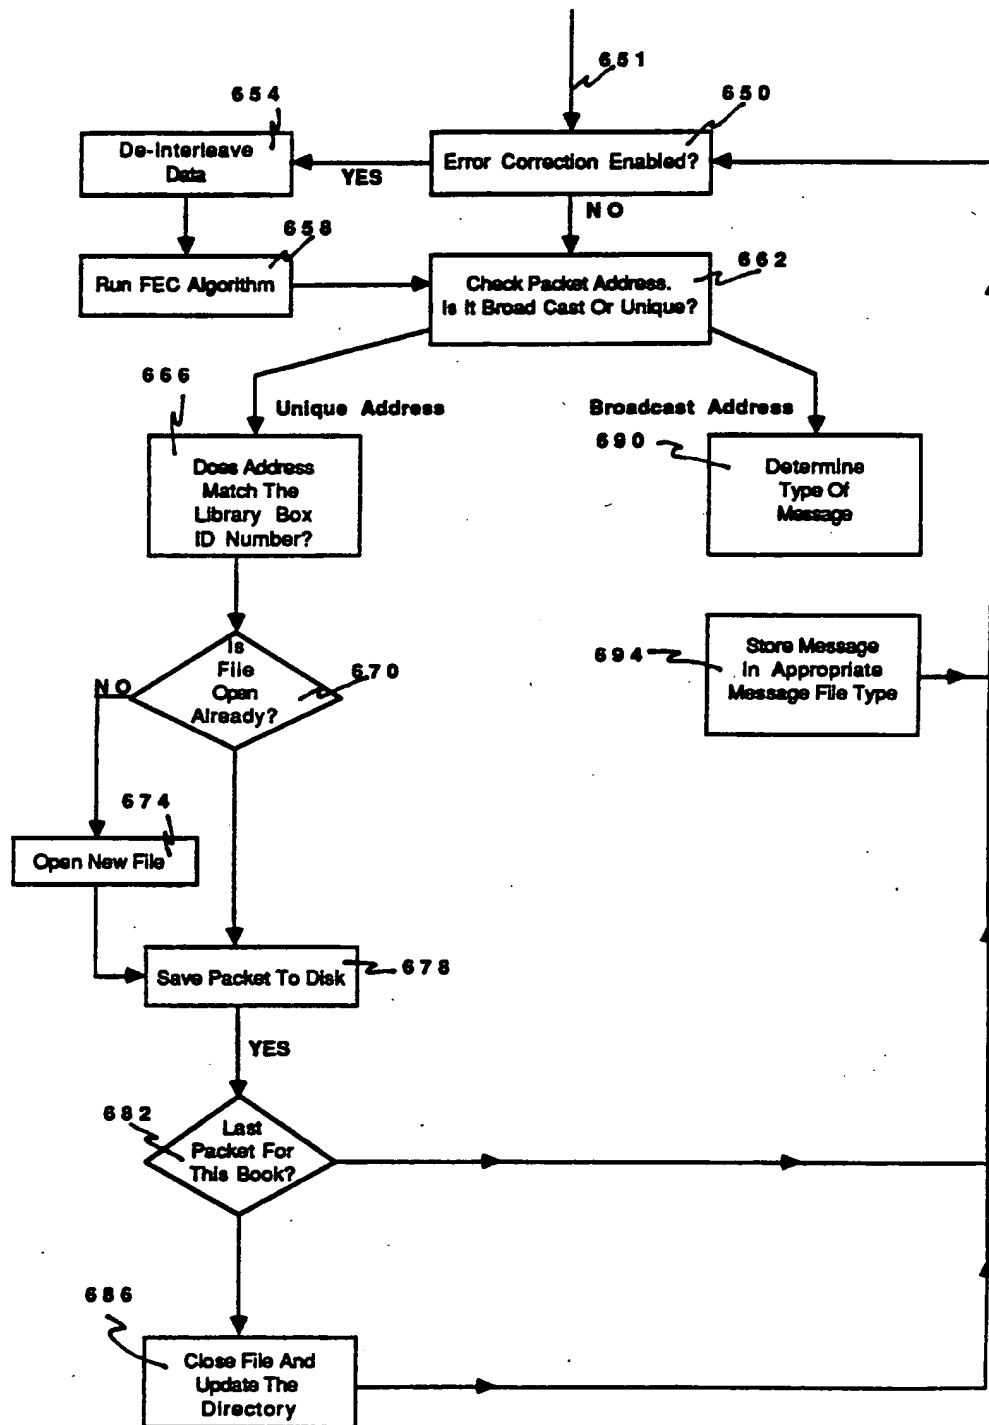 651
654
650
De-Interleave
Data
YES
Error Correction Enabled?
NO
658
Run FEC Algorithm
662
Check Packet Address.
Is It Broad Cast Or Unique?
666
Unique Address
Broadcast Address
690
Does Address
Match The
Library Box
ID Number?
Determine
Type Of
Message
Is
File
Open
Already?
670
NO
694
Store Message
In Appropriate
Message File Type
674
Open New File
Save Packet To Disk
678
YES
682
Last
Packet For
This Book?
686
Close File And
Update The
Directory